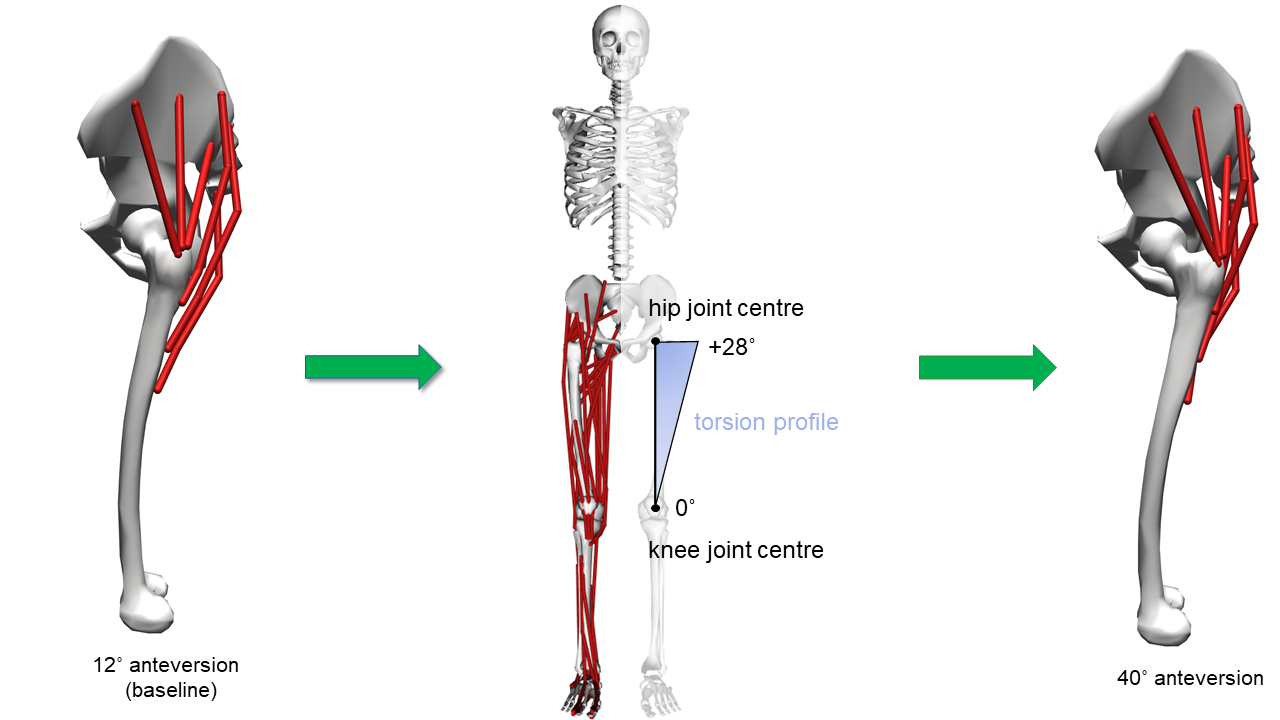 hip joint centre
+28˚
torsion profile
0˚
knee joint centre
12˚ anteversion
(baseline)
40˚ anteversion